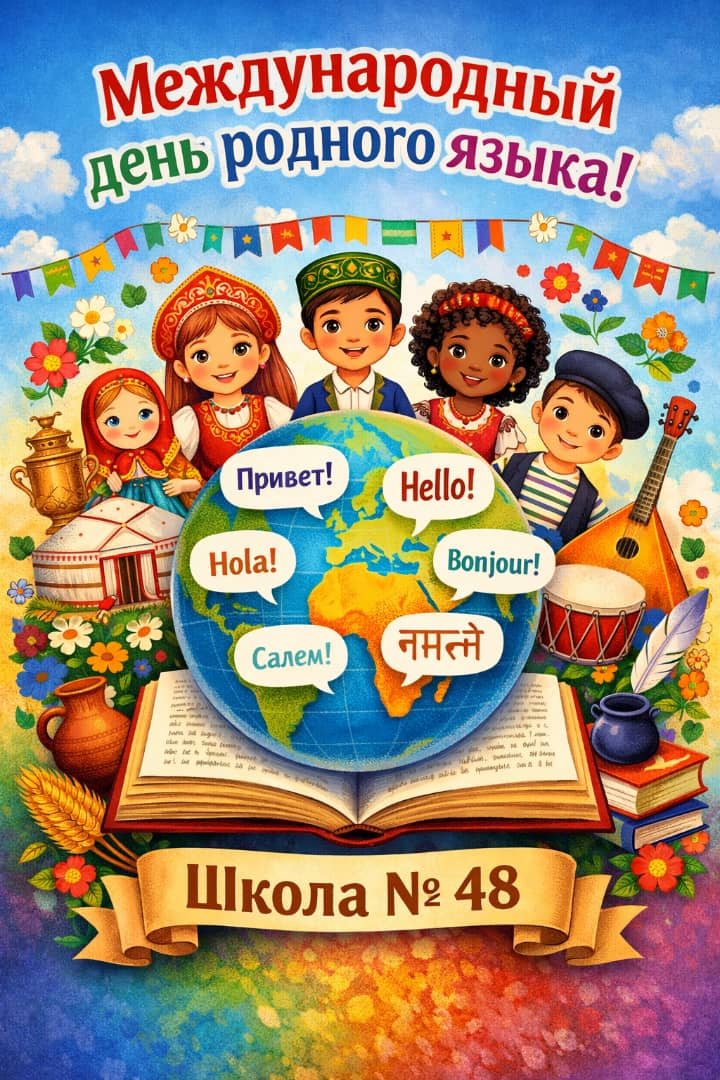 Международный
день родного языка!
Привет!
Hello!
Hola!
Bonjour!
Салем!
Школа № 48